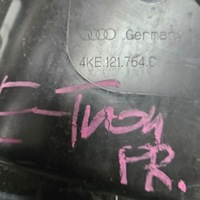 Germany
4KE.121.764.C
E-Tron
FR.